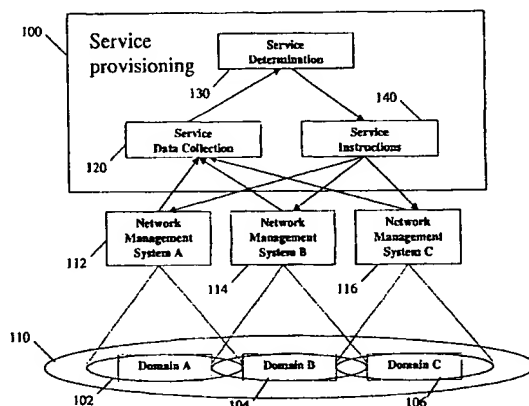 100
Service
provisioning
Service
Determination
130
140
Service
Data Collection
Service
Instructions
120
Network
Management
System A
Network
Management
System B
Network
Management
System C
112
114
116
110
Domain A
Domain B
Domain C
102
104
106